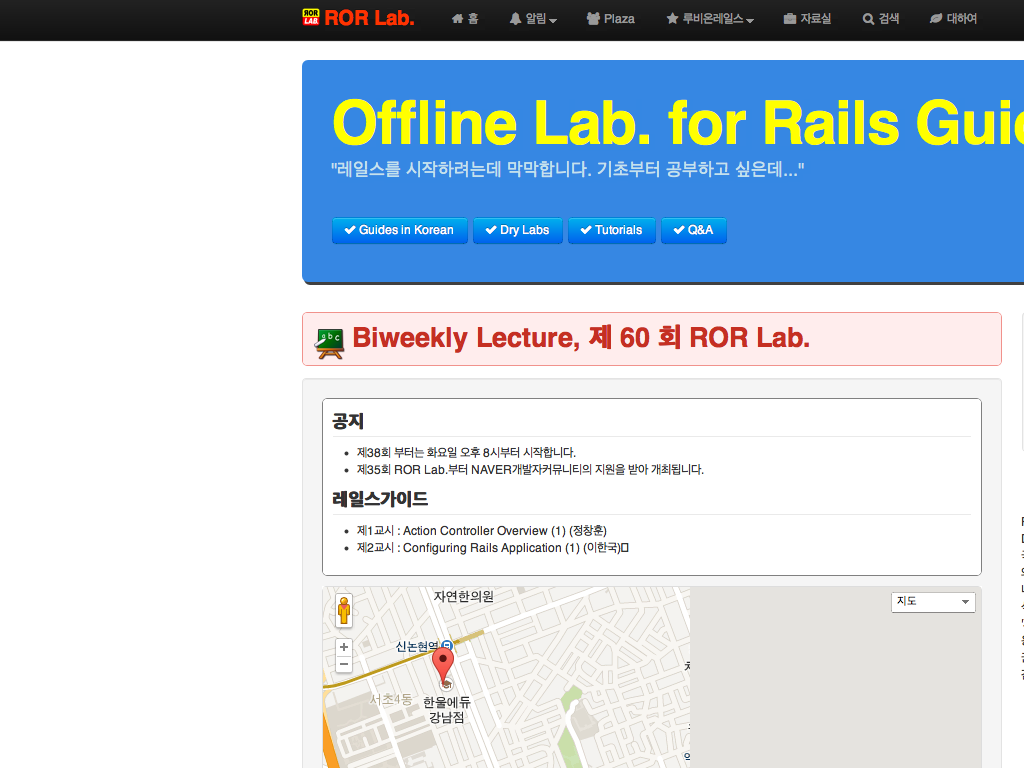 ROR LAB. ROR Lab. 홈 알림 Plaza 루비온레일스 자료실 검색 대하여
Offline Lab. for Rails
"레일스를 시작하려는데 막막합니다. 기초부터 공부하고 싶은데..."
Guides in Korean Dry Labs Tutorials Q&A
abc
Biweekly Lecture, 제 60 회 ROR Lab.
공지
제38회 부터는 화요일 오후 8시부터 시작합니다.
제35회 ROR Lab.부터 NAVER개발자커뮤니티의 지원을 받아 개최됩니다.
레일스가이드
제1교시 : Action Controller Overview (1) (정창훈)
제2교시 : Configuring Rails Application (1) (이한국)
자연한의원
지도
신논현역
서초4동
한울에듀
강남점